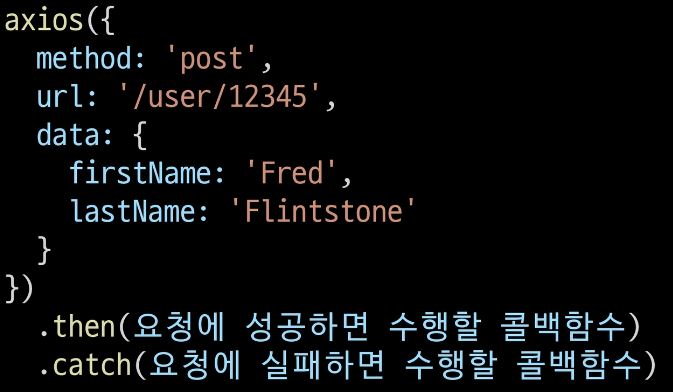 axios({
  method: 'post',
  url: '/user/12345',
  data: {
    firstName: 'Fred',
    lastName: 'Flintstone'
  }
})
  .then(요청에 성공하면 수행할 콜백함수)
  .catch(요청에 실패하면 수행할 콜백함수)